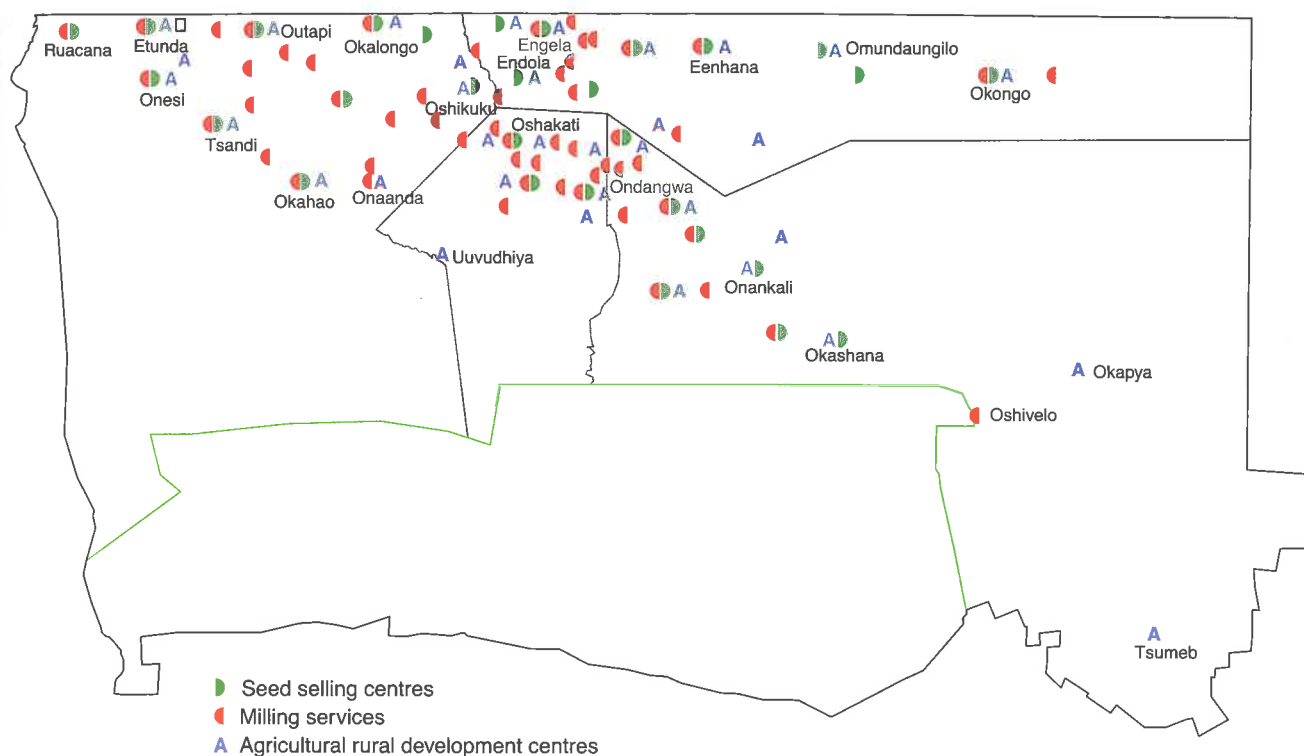 Ruacana
Etunda A
A Outapi
Okalongo A
A
Engela A
Endola
A
Eenhana A
A Omundaungilo
Okongo A
Onesi A
A
A
A
Oshikuku
Tsandi A
Oshakati
A A A A
A
A
Okahao A
Onaanda A
A
Ondangwa
A
A
A
A Uuvudhiya
A
A
Onankali
A
A
Okashana
A Okapya
Oshivelo
A
Tsumeb
Seed selling centres
Milling services
A Agricultural rural development centres